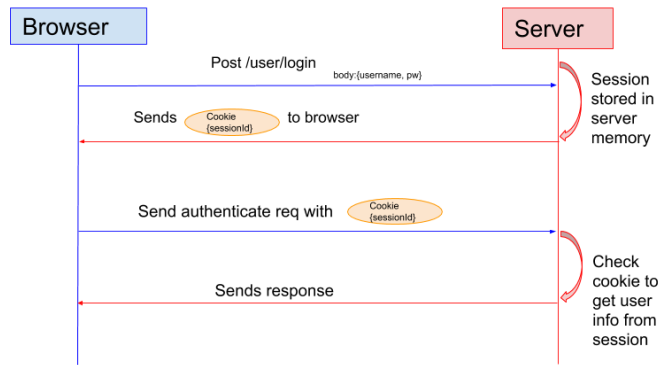 Browser
Server
Post /user/login
body:{username, pw}
Session
stored in
server
memory
Sends Cookie {sessionId} to browser
Send authenticate req with Cookie {sessionId}
Check
cookie to
get user
info from
session
Sends response